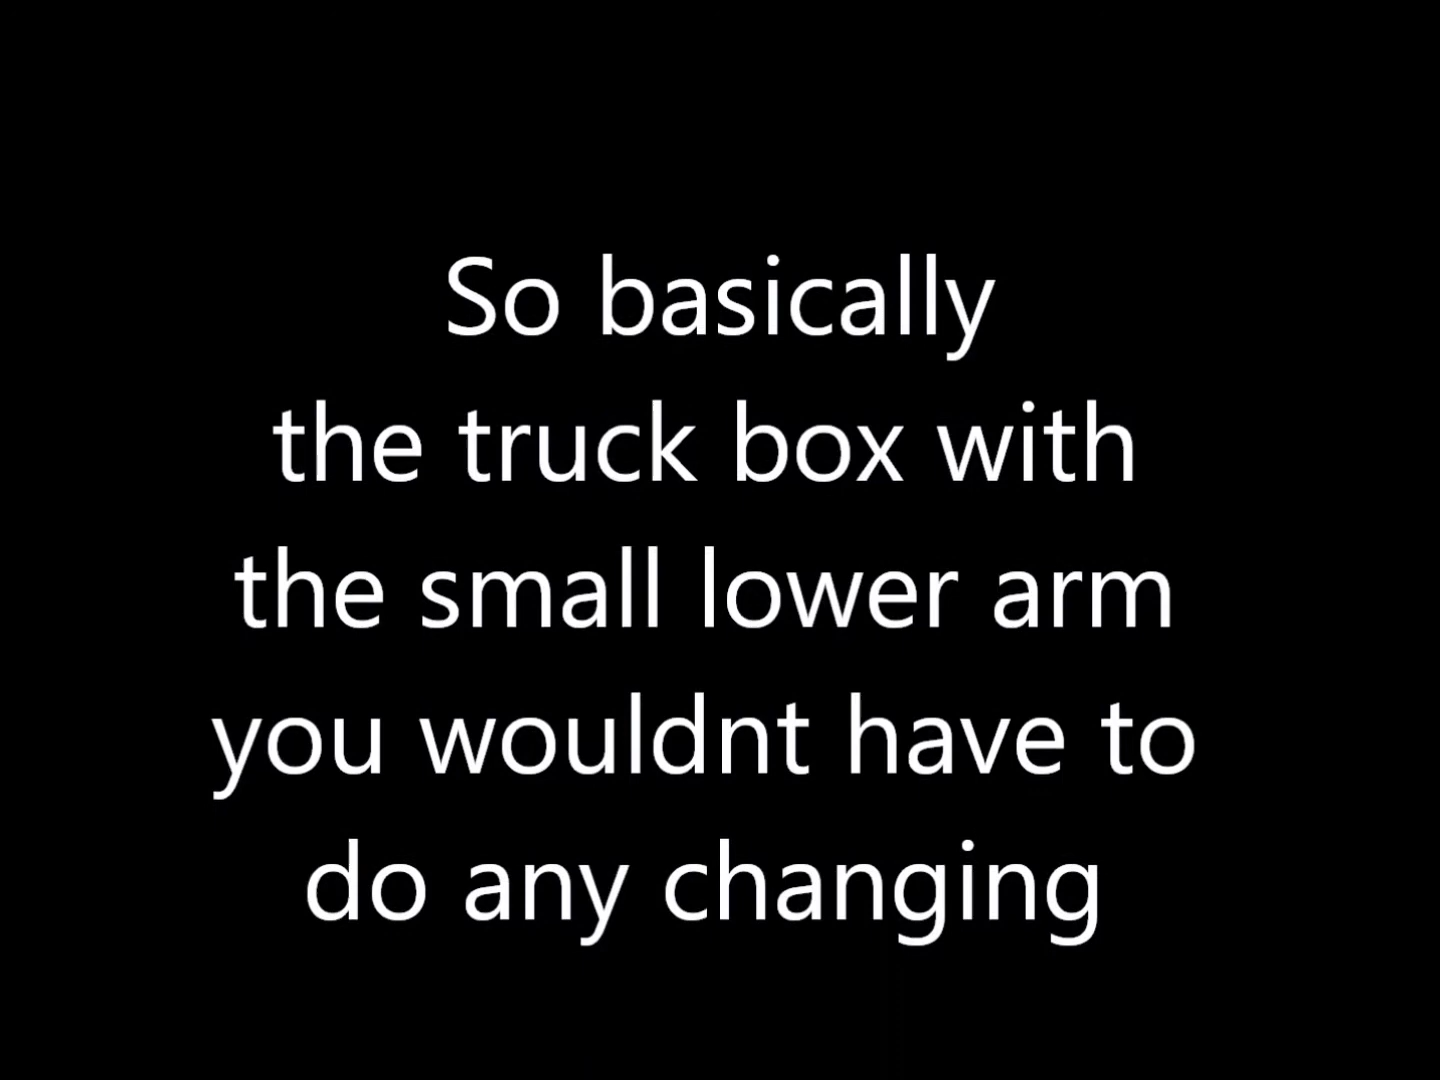 So basically
the truck box with
the small lower arm
you wouldnt have to
do any changing